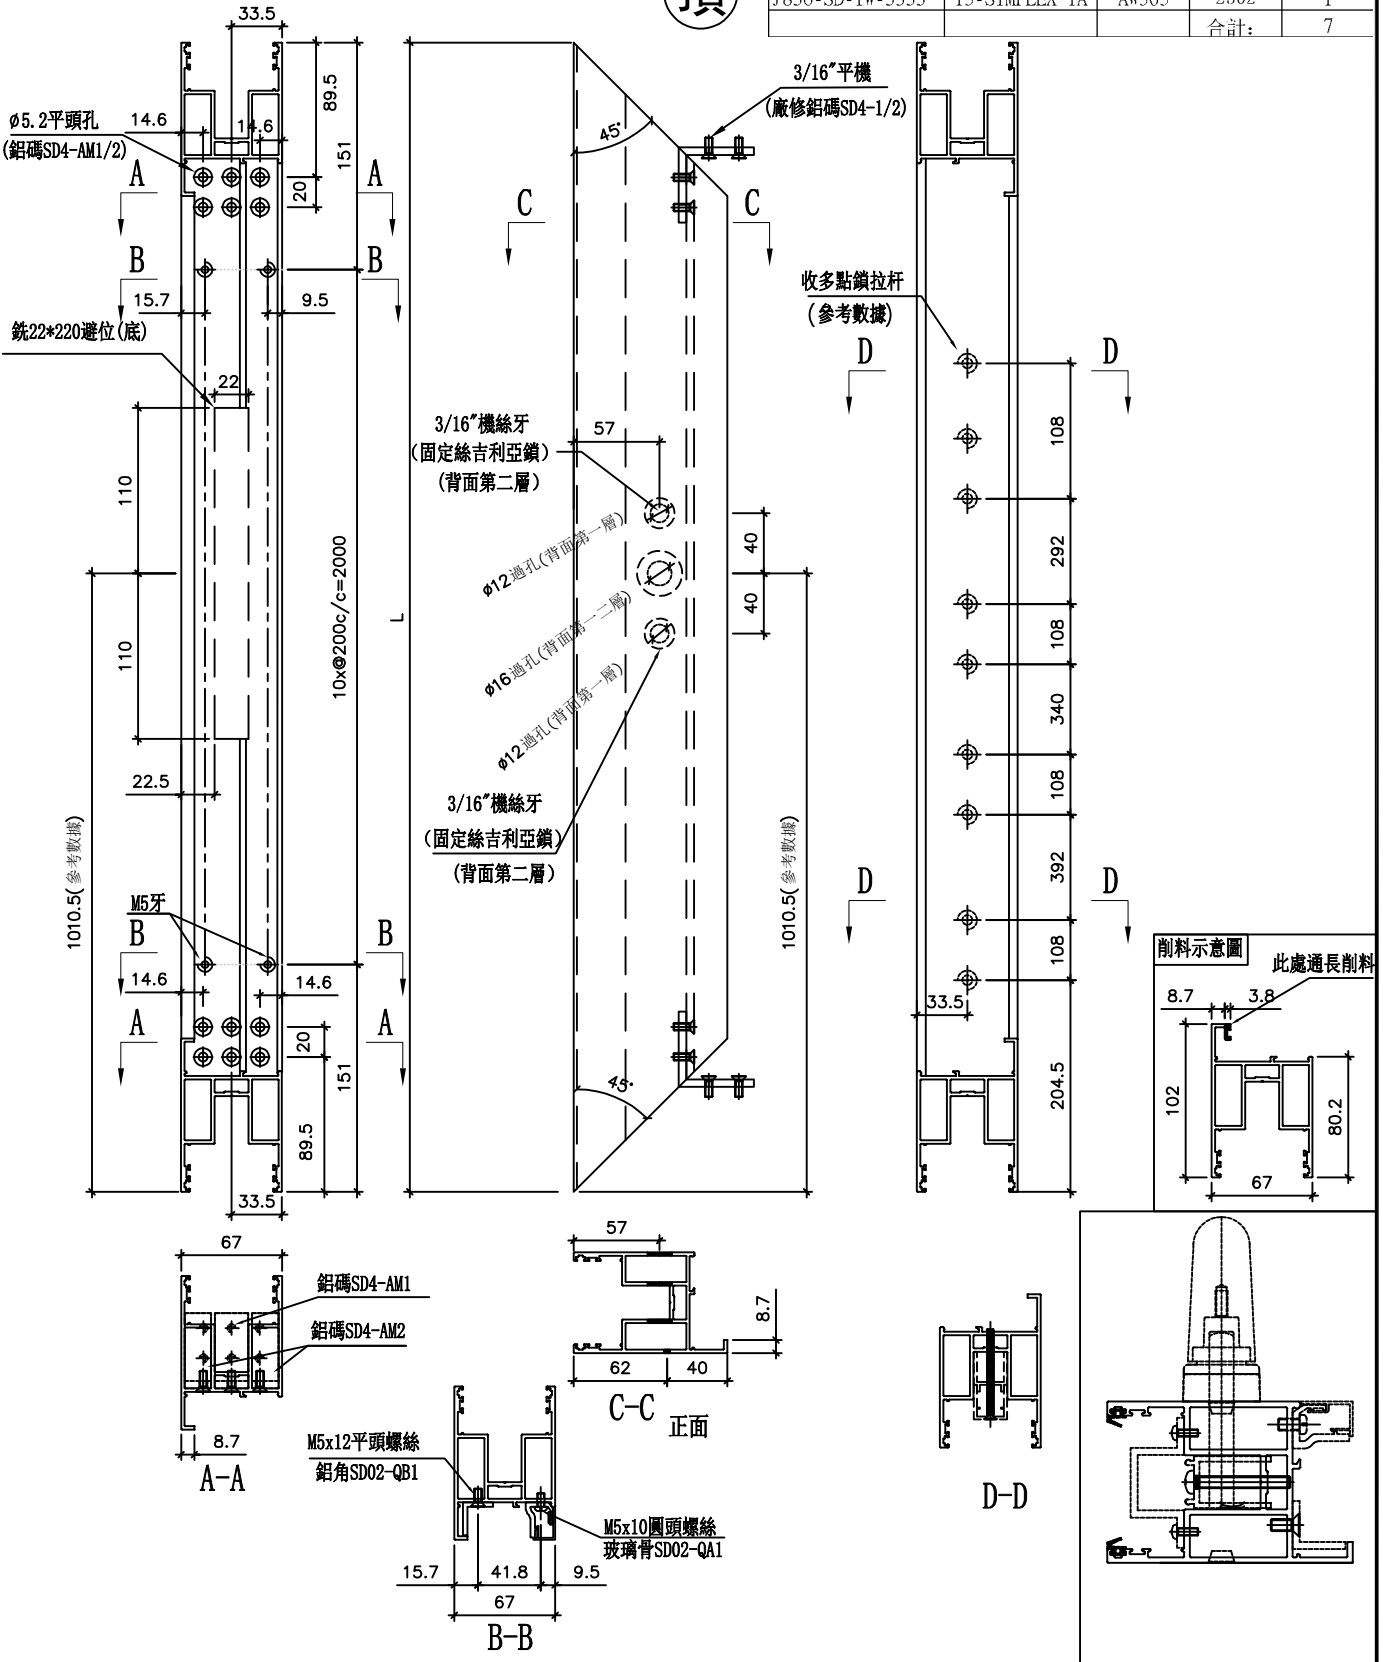 J836-SD-TW-5553 15-SIMPLEX-1A AW505 2302 1
合計： 7
33.5
89.5
151
ø5.2平頭孔
(鋁碼SD4-AM1/2)
14.6
14.6
20
A
A
B
B
15.7
9.5
銑22*220避位(底)
22
110
110
10x@200c/c=2000
L
22.5
1010.5(參考數據)
M5牙
B
B
14.6
14.6
A
A
20
151
89.5
33.5
3/16″平機
(廠修鋁碼SD4-1/2)
45°
C
C
3/16″機絲牙
(固定絲吉利亞鎖)
(背面第二層)
57
ø12過孔(背面第一層)
ø16過孔(背面第一二層)
ø12過孔(背面第一層)
40
40
3/16″機絲牙
(固定絲吉利亞鎖)
(背面第二層)
1010.5(參考數據)
45°
收多點鎖拉杆
(參考數據)
D
D
108
292
108
340
108
392
108
D
D
33.5
204.5
削料示意圖
此處通長削料
8.7
3.8
102
80.2
67
67
鋁碼SD4-AM1
鋁碼SD4-AM2
8.7
A-A
57
8.7
62
40
C-C
正面
M5x12平頭螺絲
鋁角SD02-QB1
M5x10圓頭螺絲
玻璃骨SD02-QA1
15.7
41.8
9.5
67
B-B
D-D